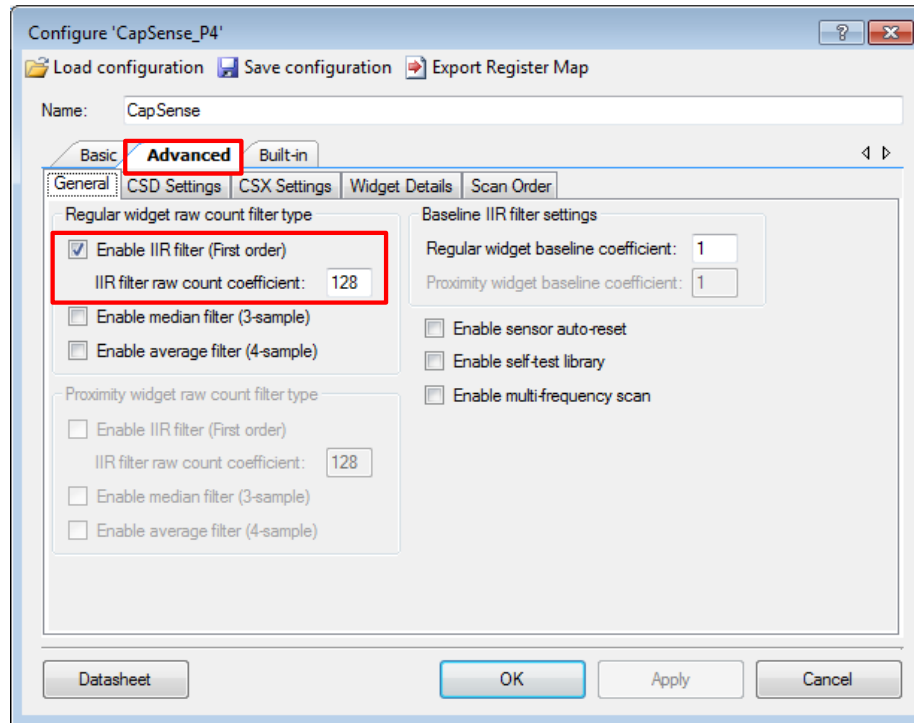 Configure 'CapSense_P4'
Load configuration Save configuration Export Register Map
Name: CapSense
Basic Advanced Built-in
General CSD Settings CSX Settings Widget Details Scan Order
Regular widget raw count filter type
Enable IIR filter (First order)
IIR filter raw count coefficient: 128
Enable median filter (3-sample)
Enable average filter (4-sample)
Proximity widget raw count filter type
Enable IIR filter (First order)
IIR filter raw count coefficient: 128
Enable median filter (3-sample)
Enable average filter (4-sample)
Baseline IIR filter settings
Regular widget baseline coefficient: 1
Proximity widget baseline coefficient: 1
Enable sensor auto-reset
Enable self-test library
Enable multi-frequency scan
Datasheet OK Apply Cancel